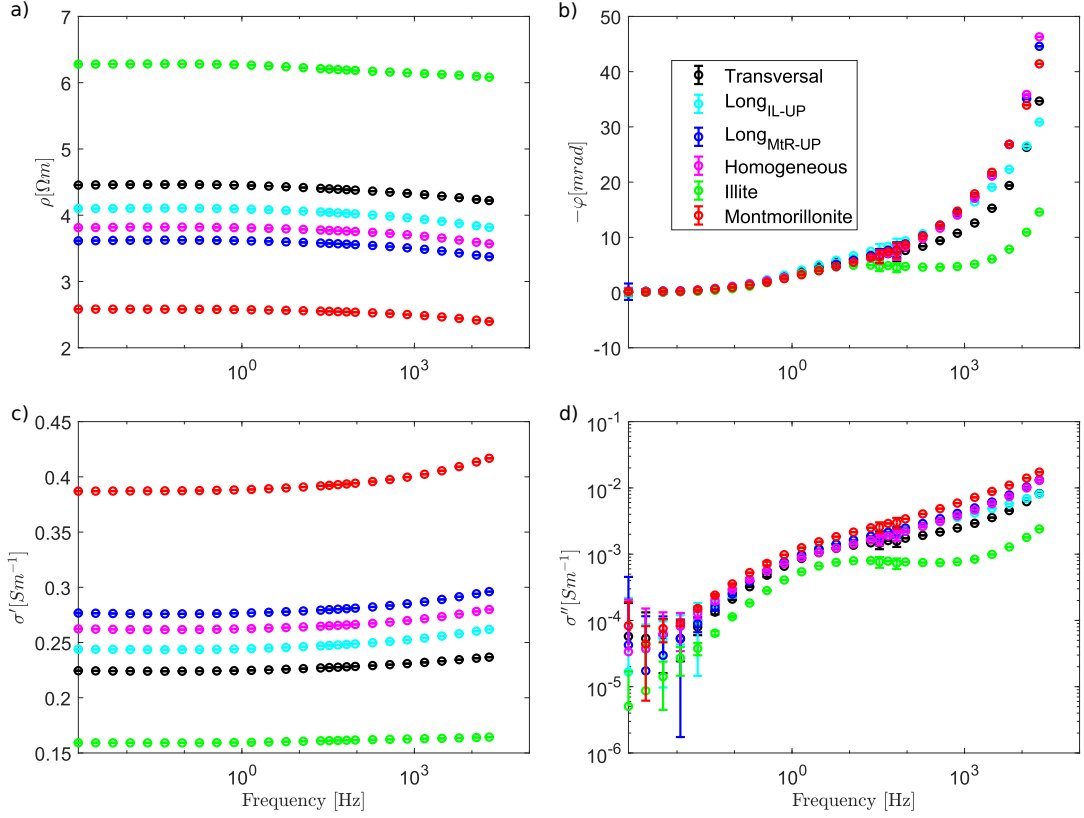 a)
7
6
5
4
3
2
ρ[Ωm]
10^0
10^3
b)
50
40
30
20
10
0
-10
−φ[mrad]
10^0
10^3
Transversal
Long_IL-UP
Long_MtR-UP
Homogeneous
Illite
Montmorillonite
c)
0.45
0.4
0.35
0.3
0.25
0.2
0.15
σ′[Sm^−1]
10^0
10^3
Frequency [Hz]
d)
10^-1
10^-2
10^-3
10^-4
10^-5
10^-6
σ″[Sm^−1]
10^0
10^3
Frequency [Hz]